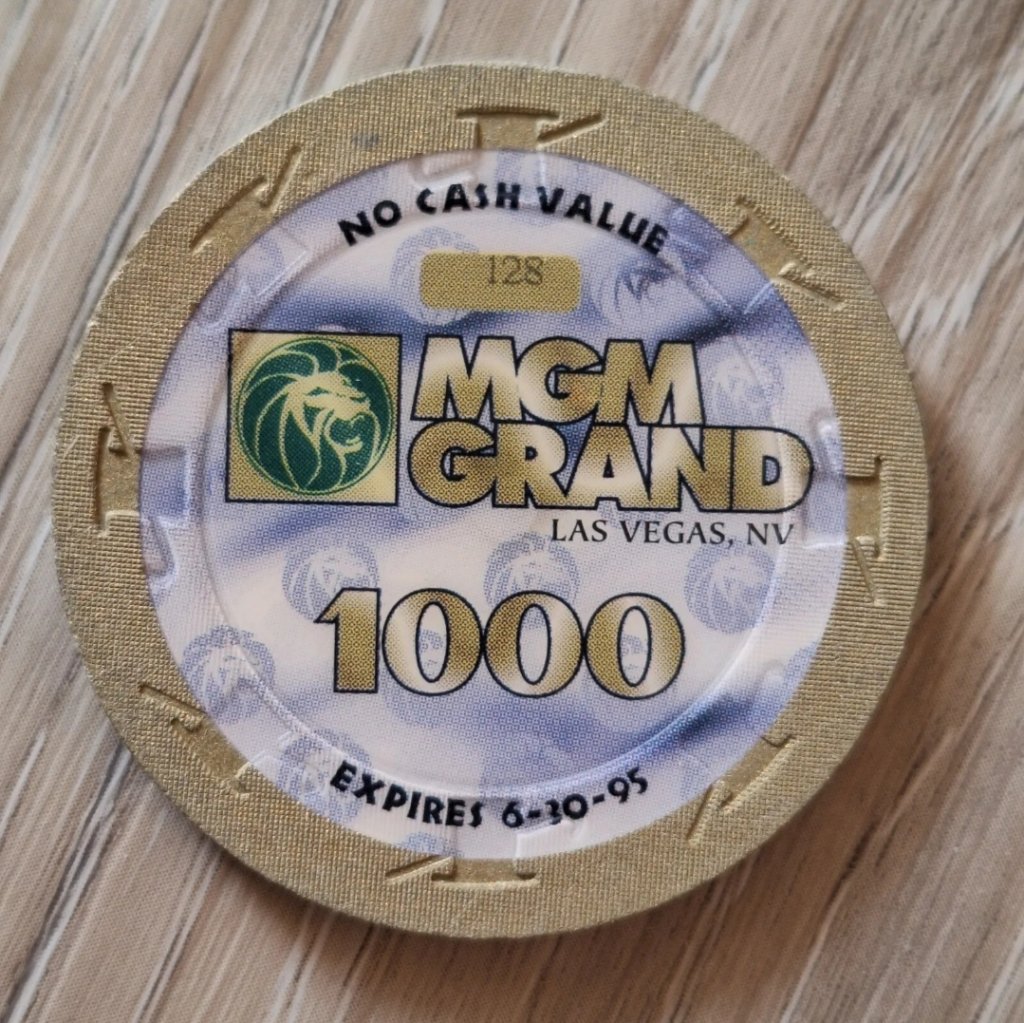 NO CASH VALUE
128
MGM
GRAND
LAS VEGAS, NV
1000
EXPIRES 6-30-95